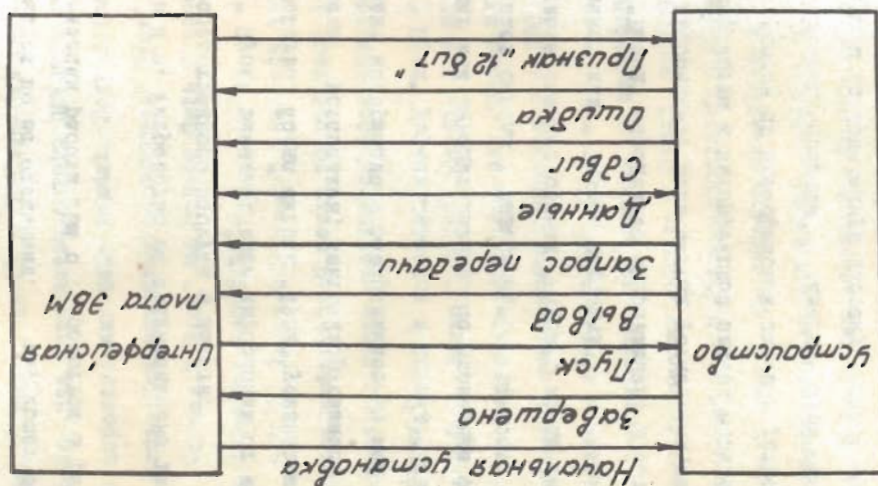 Начальная установка
Завершено
Устройство
Пуск
Интерфейсная
плата ЭВМ
Вывод
Запрос передачи
Данные
Сдвиг
Ошибка
Признак „12 бит"